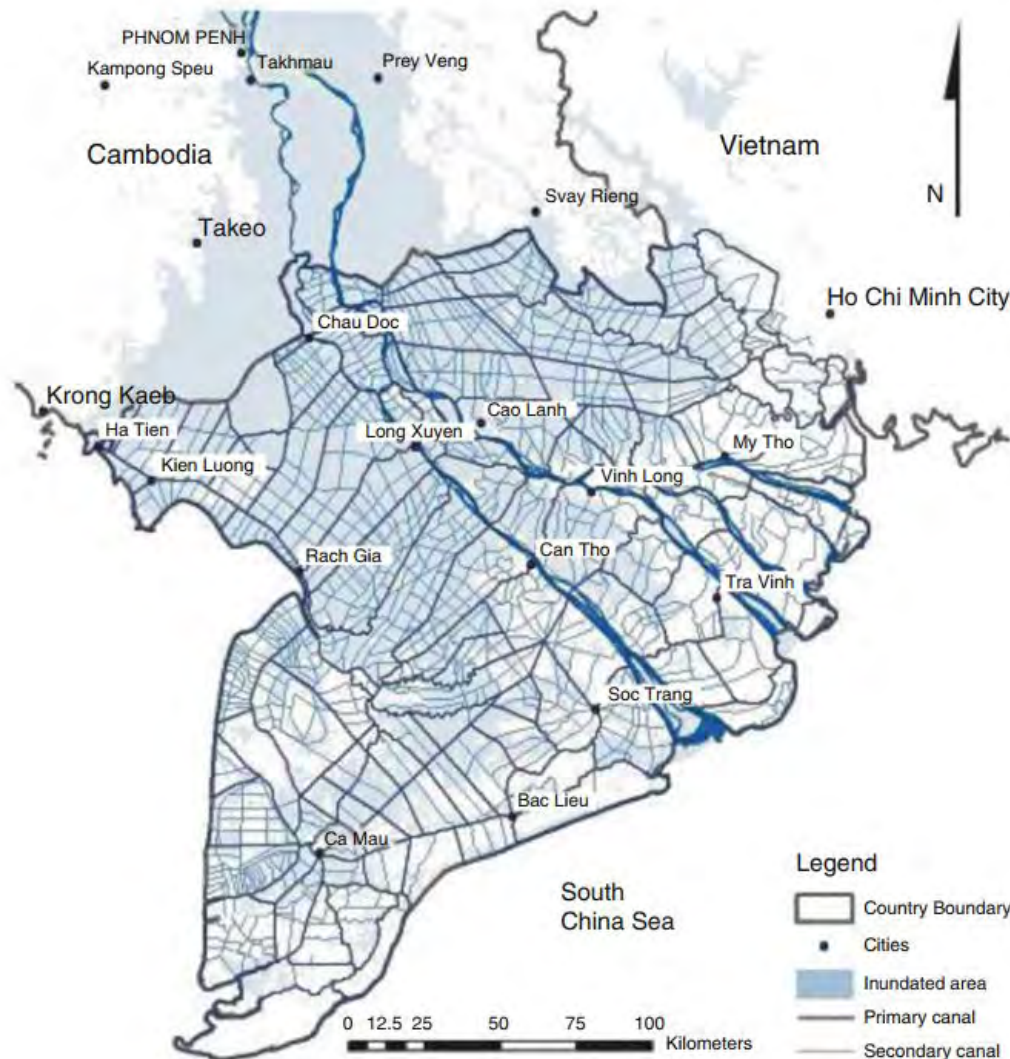 PHNOM PENH
Takhmau
Prey Veng
Kampong Speu
Cambodia
Vietnam
Svay Rieng
N
Takeo
Ho Chi Minh City
Chau Doc
Krong Kaeb
Ha Tien
Long Xuyen
Cao Lanh
My Tho
Kien Luong
Vinh Long
Rach Gia
Can Tho
Tra Vinh
Soc Trang
Bac Lieu
Ca Mau
South
China Sea
Legend
Country Boundary
Cities
Inundated area
Primary canal
Secondary canal
0 12.5 25 50 75 100
Kilometers